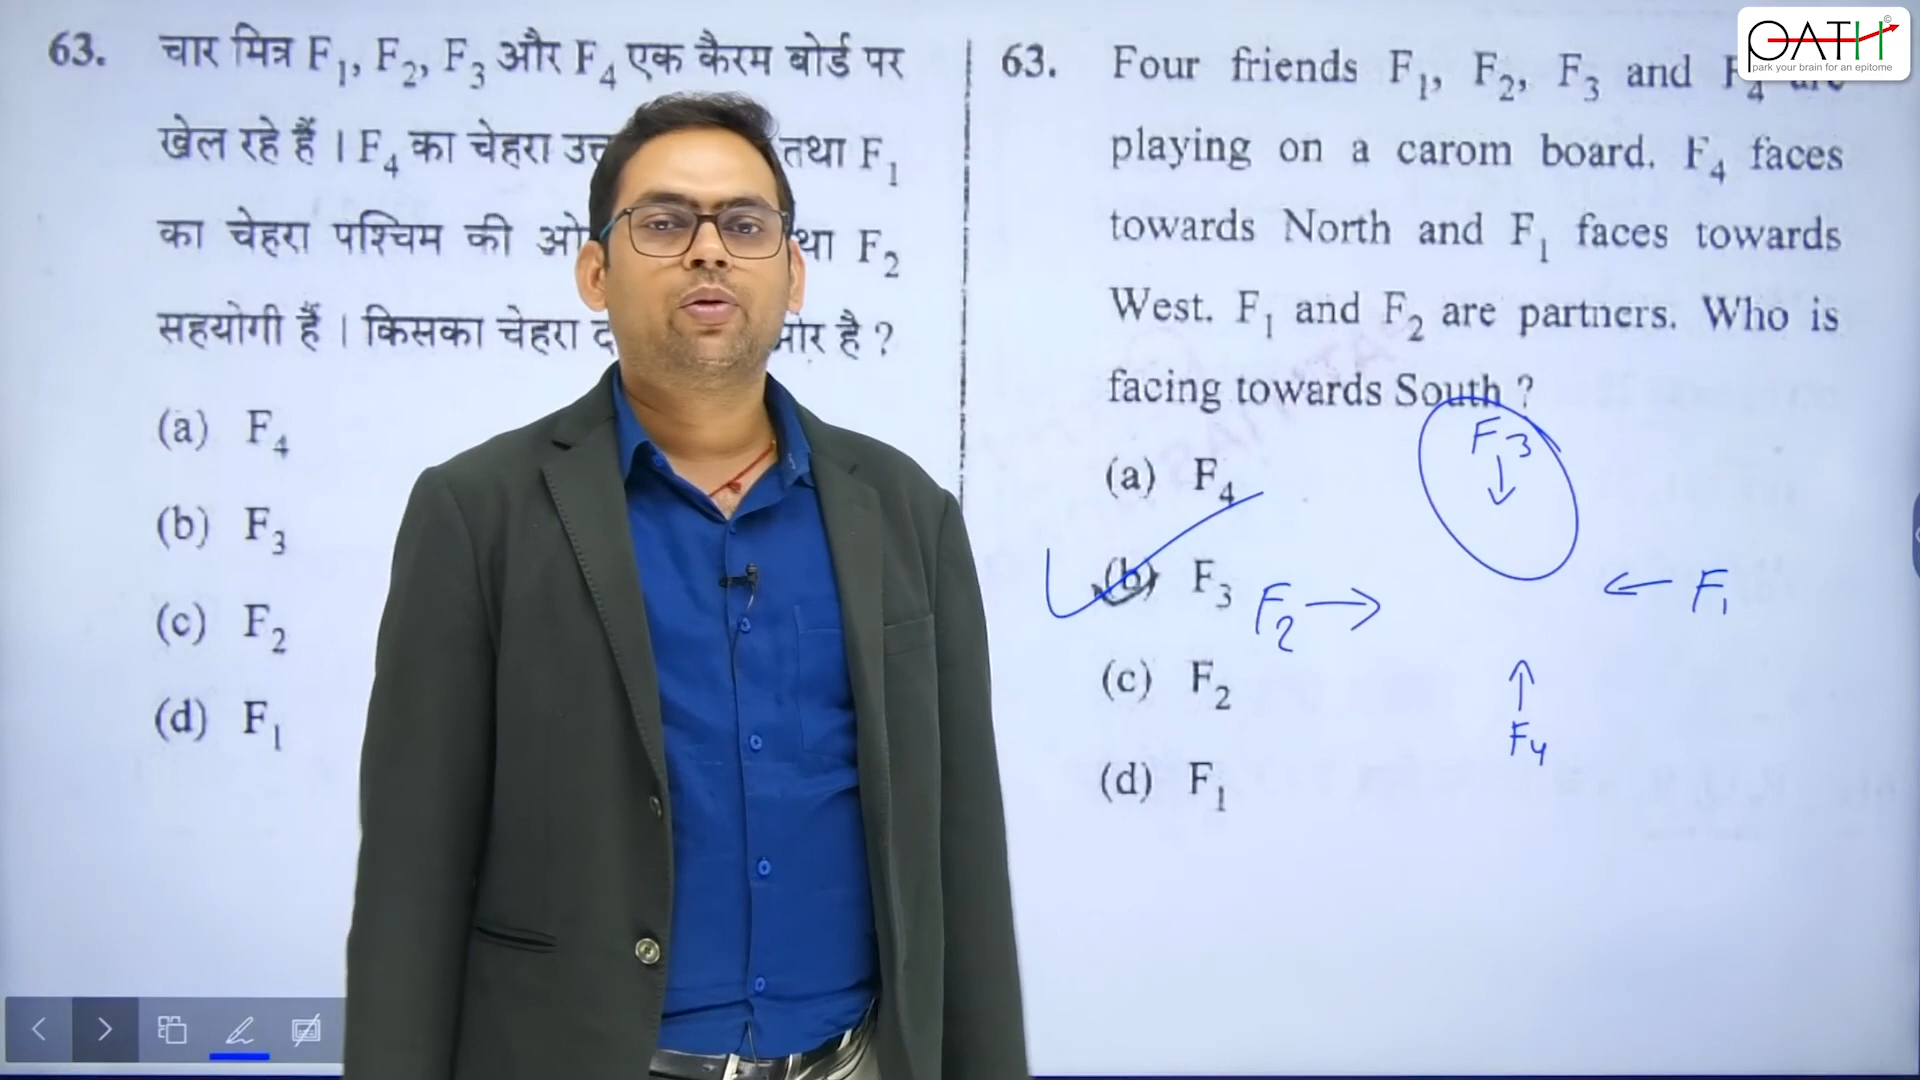 63. चार मित्र F₁, F₂, F₃ और F₄ एक कैरम बोर्ड पर
खेल रहे हैं । F₄ का चेहरा तथा F₁
का चेहरा पश्चिम की F₂
सहयोगी हैं । किसका चेहरा है ?
(a) F₄
(b) F₃
(c) F₂
(d) F₁
63. Four friends F₁, F₂, F₃ and F₄ are
playing on a carom board. F₄ faces
towards North and F₁ faces towards
West. F₁ and F₂ are partners. Who is
facing towards South ?
(a) F₄
(b) F₃
(c) F₂
(d) F₁
F3
↓
F2 →
← F1
↑
F4
PATH
park your brain for an epitome